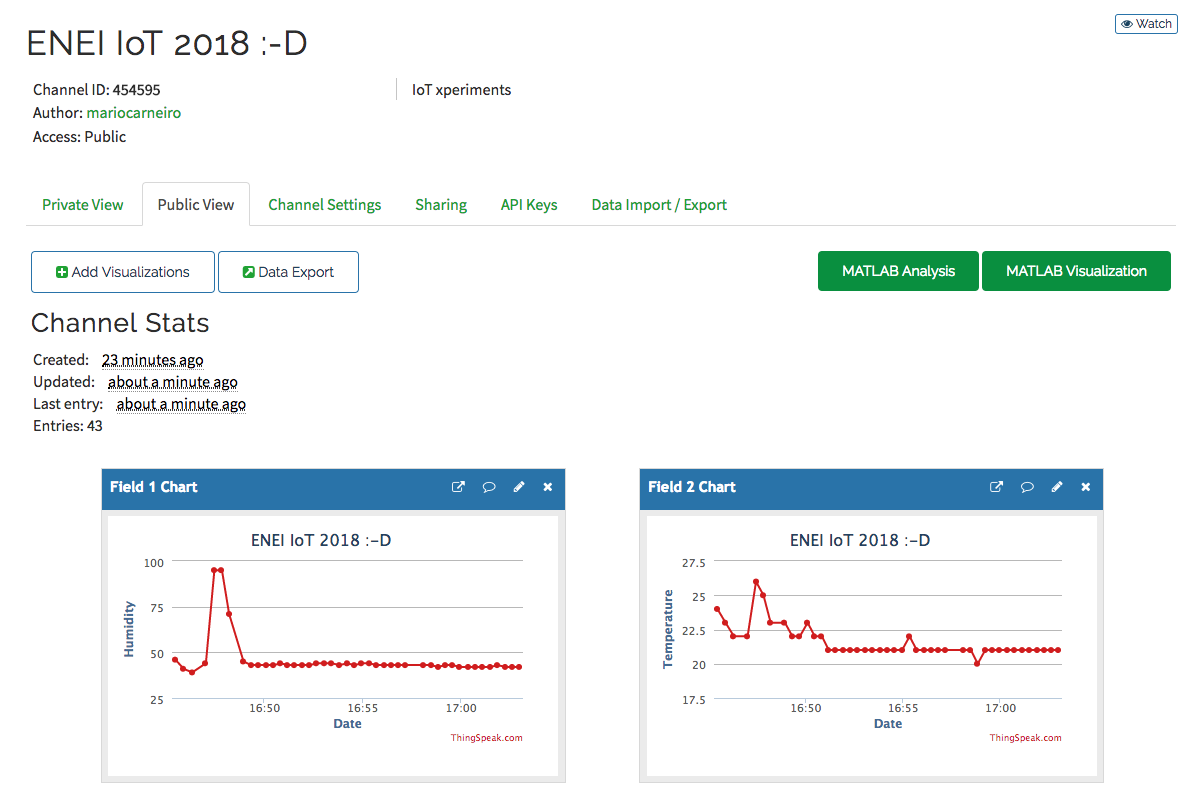 ENEI IoT 2018 :-D
Watch
Channel ID: 454595
Author: mariocarneiro
Access: Public
IoT xperiments
Private View
Public View
Channel Settings
Sharing
API Keys
Data Import / Export
Add Visualizations
Data Export
MATLAB Analysis
MATLAB Visualization
Channel Stats
Created: 23 minutes ago
Updated: about a minute ago
Last entry: about a minute ago
Entries: 43
Field 1 Chart
ENEI IoT 2018 :-D
Humidity
100
75
50
25
16:50
16:55
17:00
Date
ThingSpeak.com
Field 2 Chart
ENEI IoT 2018 :-D
Temperature
27.5
25
22.5
20
17.5
16:50
16:55
17:00
Date
ThingSpeak.com